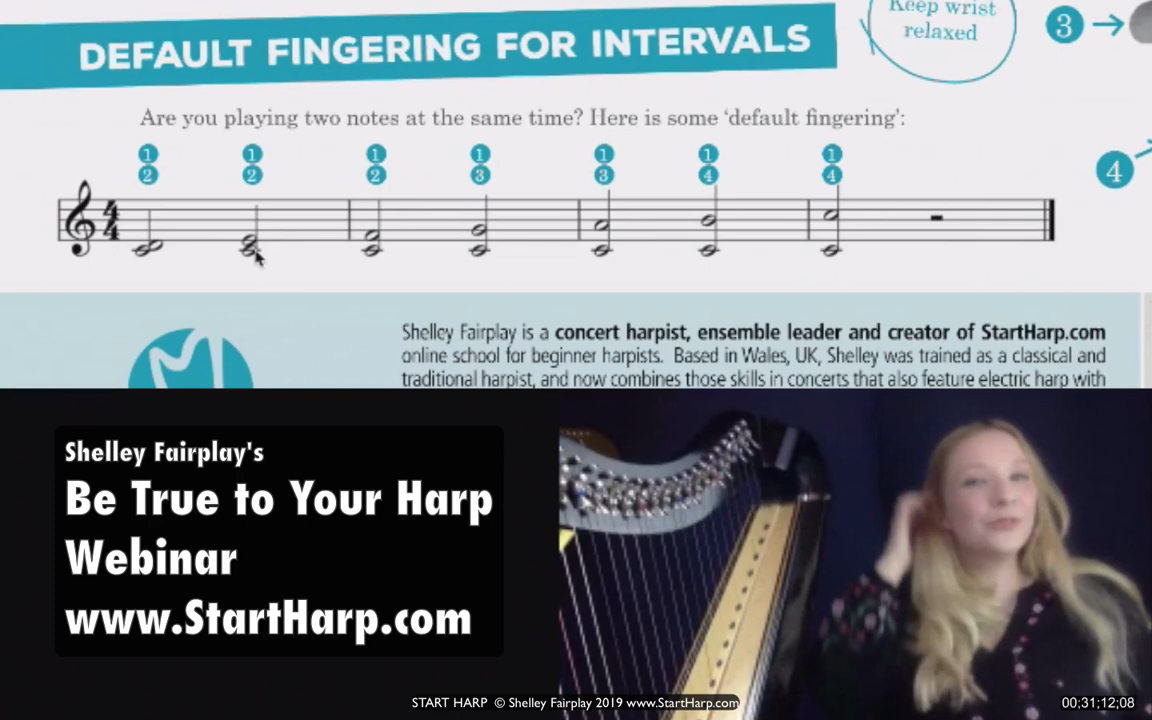 Keep wrist
relaxed
3
DEFAULT FINGERING FOR INTERVALS
Are you playing two notes at the same time? Here is some ‘default fingering’:
1 1 1 1 1 1 1
2 2 2 3 3 4 4
4
4
4
Shelley Fairplay is a concert harpist, ensemble leader and creator of StartHarp.com
online school for beginner harpists. Based in Wales, UK, Shelley was trained as a classical and
traditional harpist, and now combines those skills in concerts that also feature electric harp with
Shelley Fairplay's
Be True to Your Harp
Webinar
www.StartHarp.com
START HARP © Shelley Fairplay 2019 www.StartHarp.com
00;31;12;08